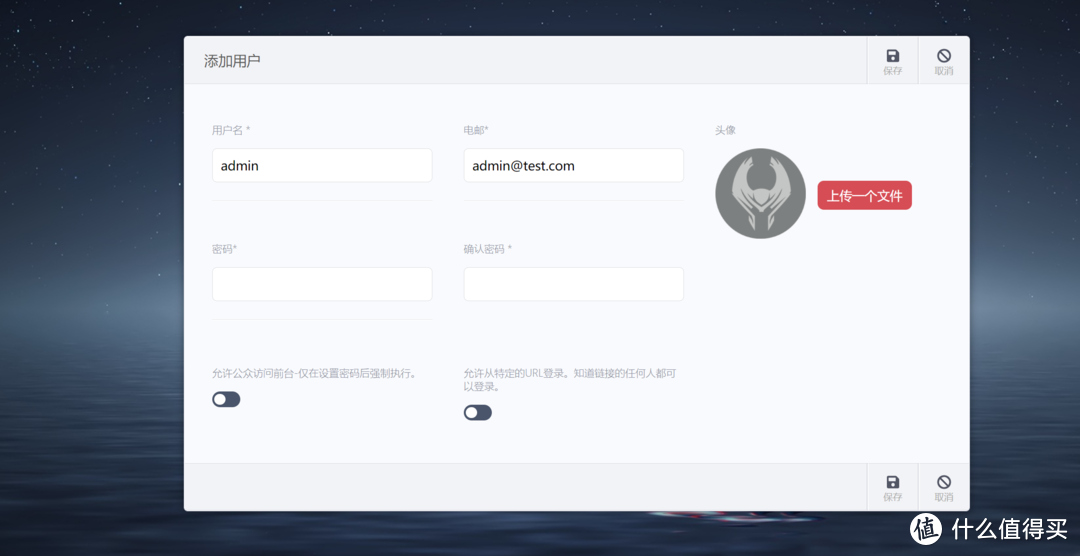 添加用户
保存
取消
用户名 *
电邮*
头像
admin
admin@test.com
上传一个文件
密码*
确认密码 *
允许公众访问前台-仅在设置密码后强制执行。
允许从特定的URL登录。知道链接的任何人都可
以登录。
保存
取消
值 什么值得买